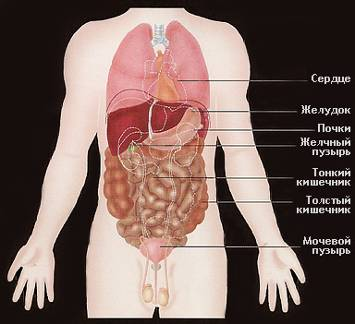 Сердце
Желудок
Почки
Желчный
пузырь
Тонкий
кишечник
Толстый
кишечник
Мочевой
пузырь